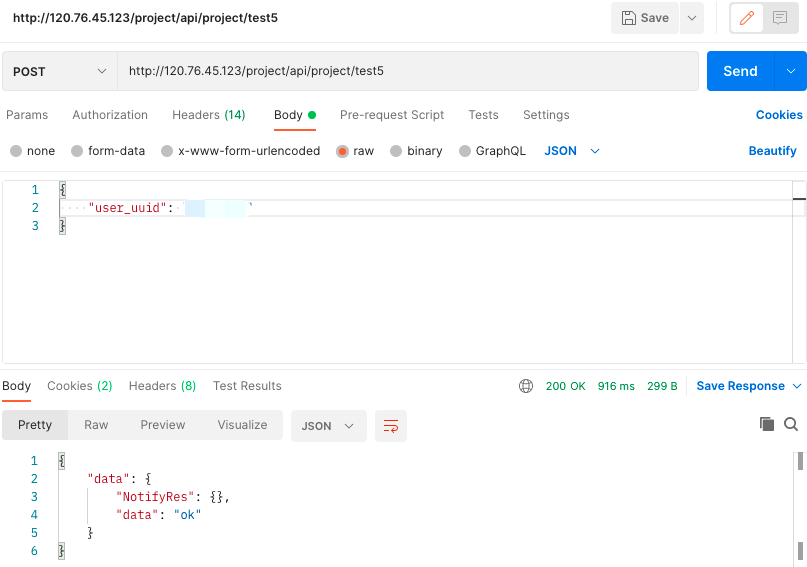 http://120.76.45.123/project/api/project/test5
Save
POST
http://120.76.45.123/project/api/project/test5
Send
Params Authorization Headers (14) Body Pre-request Script Tests Settings Cookies
none form-data x-www-form-urlencoded raw binary GraphQL JSON Beautify
1 {
2 "user_uuid":
3 }
Body Cookies (2) Headers (8) Test Results 200 OK 916 ms 299 B Save Response
Pretty Raw Preview Visualize JSON
1 {
2 "data": {
3 "NotifyRes": {},
4 "data": "ok"
5 }
6 }